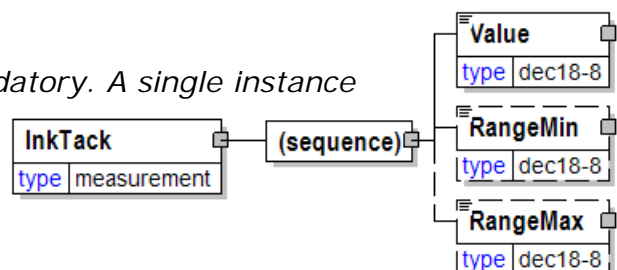 Value
type dec18-8
datory. A single instance
InkTack
type measurement
(sequence)
RangeMin
type dec18-8
RangeMax
type dec18-8